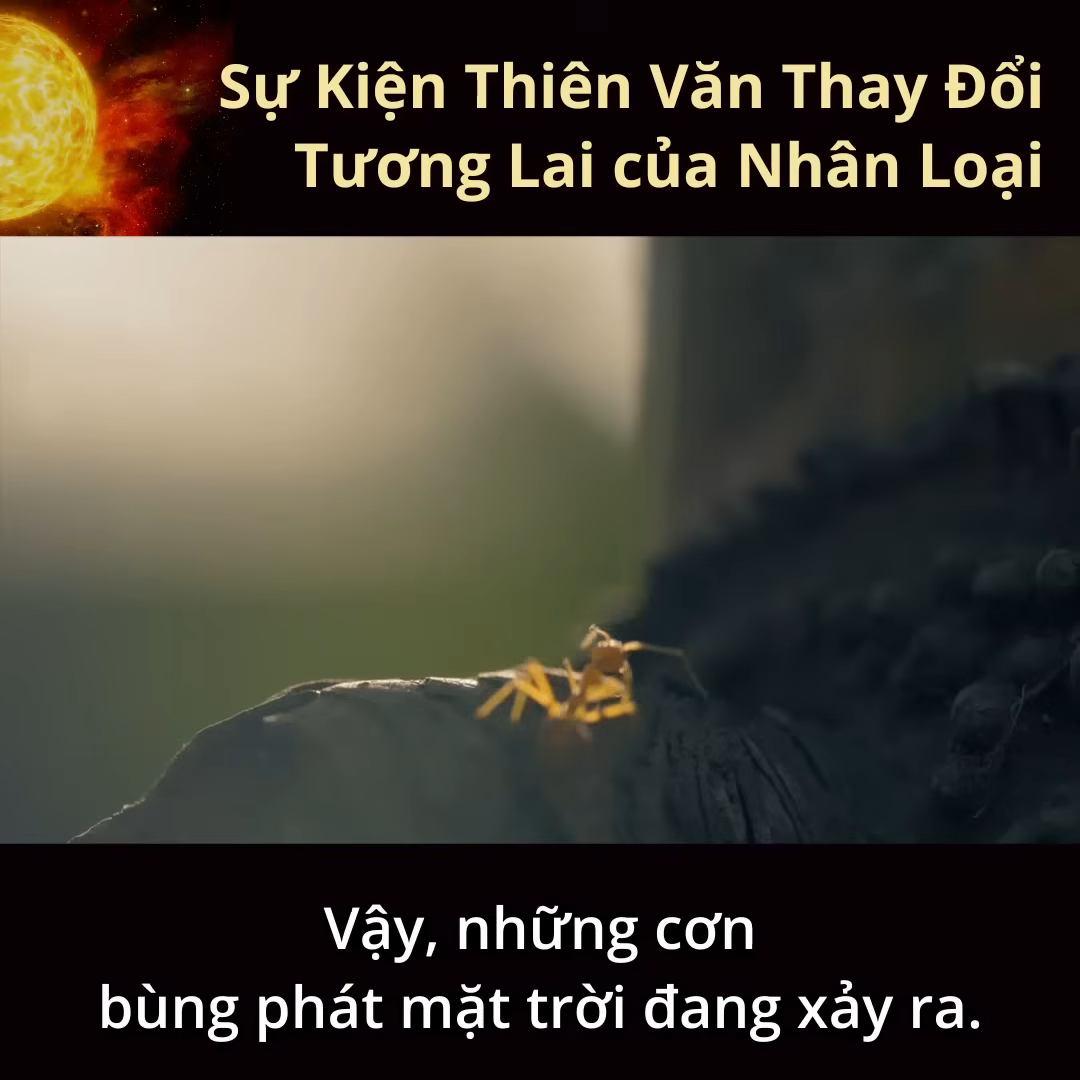 Sự Kiện Thiên Văn Thay Đổi
Tương Lai của Nhân Loại
Vậy, những cơn
bùng phát mặt trời đang xảy ra.